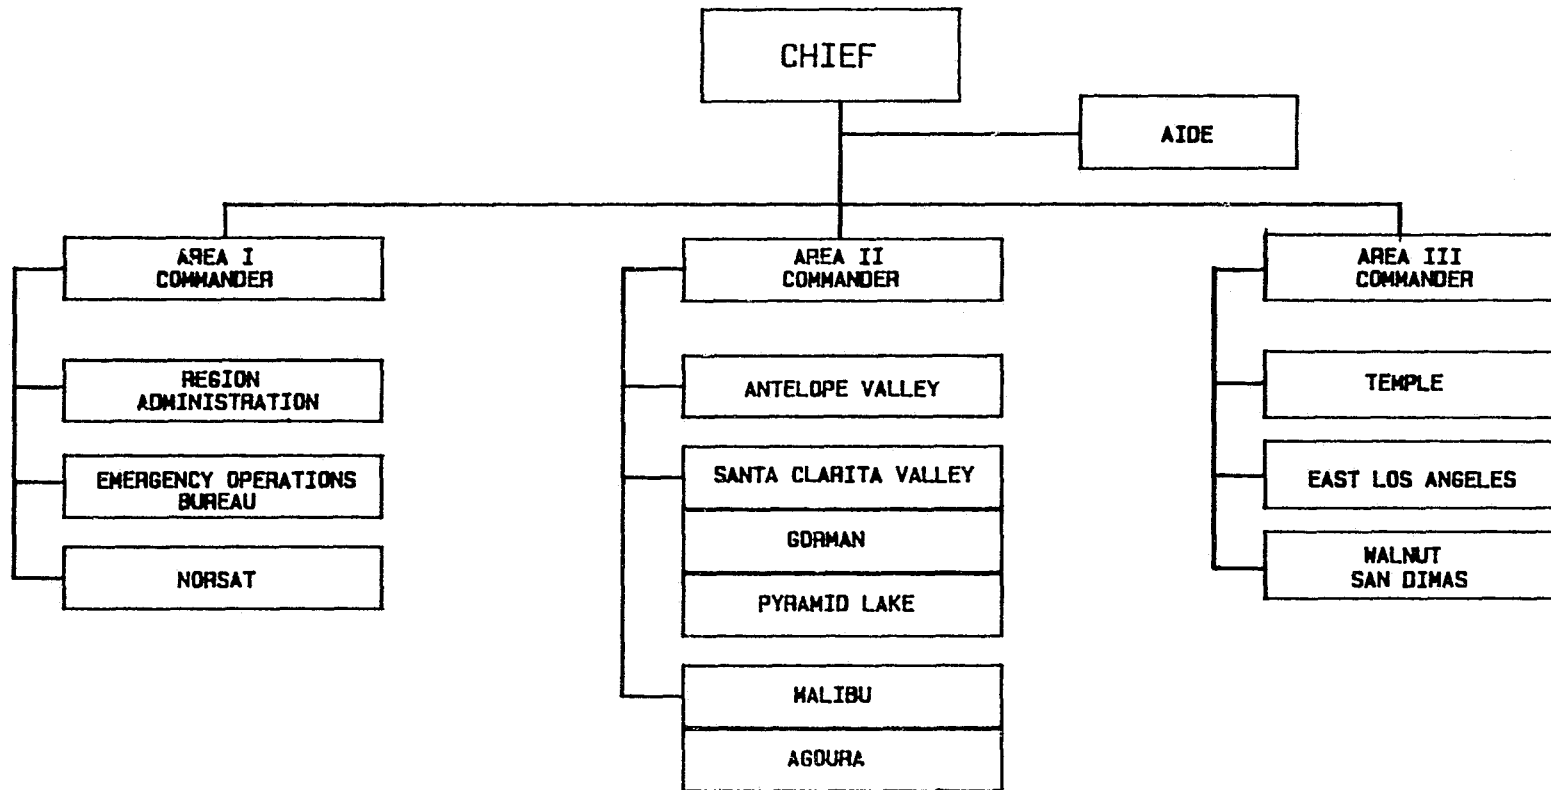 CHIEF
AIDE
AREA I
COMMANDER
REGION
ADMINISTRATION
EMERGENCY OPERATIONS
BUREAU
NORSAT
AREA II
COMMANDER
ANTELOPE VALLEY
SANTA CLARITA VALLEY
GORMAN
PYRAMID LAKE
MALIBU
AGOURA
AREA III
COMMANDER
TEMPLE
EAST LOS ANGELES
WALNUT
SAN DIMAS